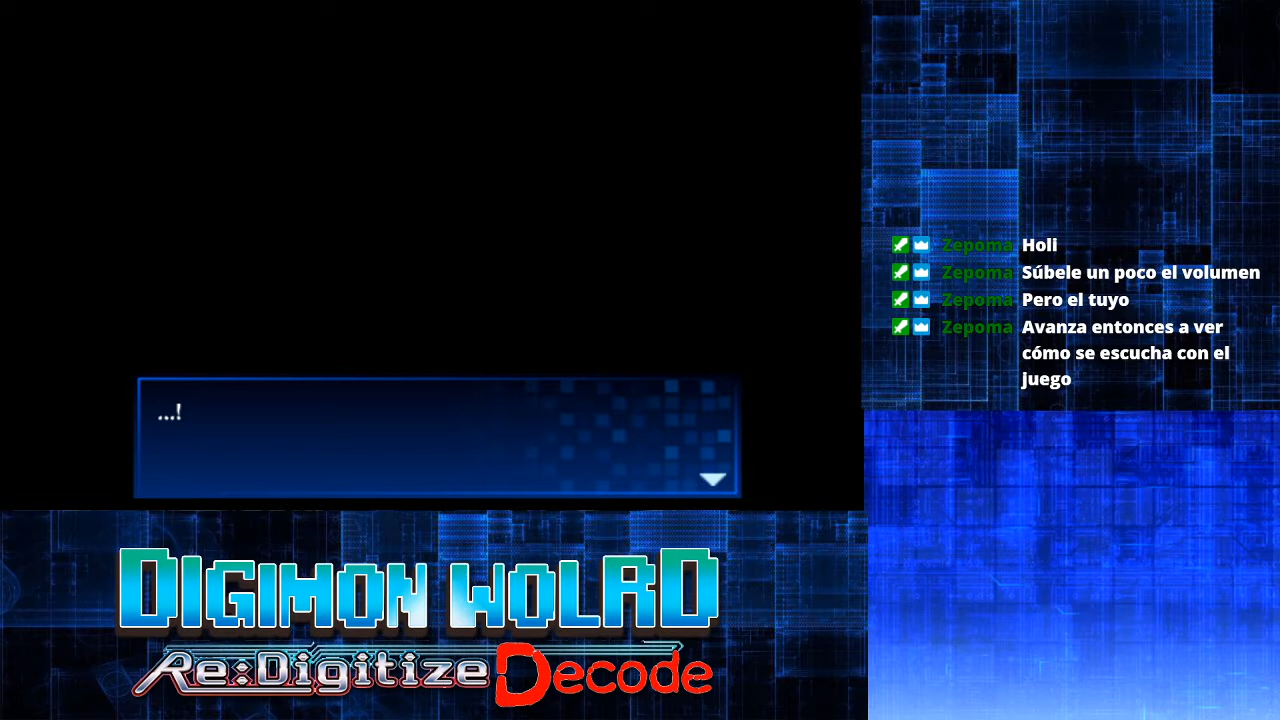 Zepoma Holi
Zepoma Súbele un poco el volumen
Zepoma Pero el tuyo
Zepoma Avanza entonces a ver
cómo se escucha con el
juego
...!
DIGIMON WOLRD
Re:Digitize Decode